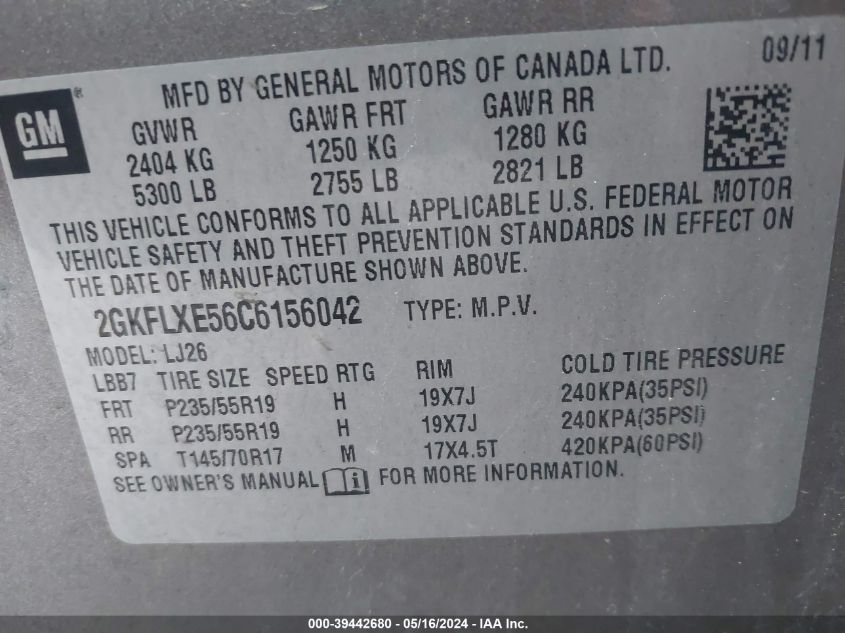 09/11
MFD BY GENERAL MOTORS OF CANADA LTD.
GM ®
GVWR GAWR FRT GAWR RR
2404 KG 1250 KG 1280 KG
5300 LB 2755 LB 2821 LB
THIS VEHICLE CONFORMS TO ALL APPLICABLE U.S. FEDERAL MOTOR
VEHICLE SAFETY AND THEFT PREVENTION STANDARDS IN EFFECT ON
THE DATE OF MANUFACTURE SHOWN ABOVE.
2GKFLXE56C6156042 TYPE: M.P.V.
MODEL: LJ26
LBB7 TIRE SIZE SPEED RTG RIM COLD TIRE PRESSURE
FRT P235/55R19 H 19X7J 240KPA(35PSI)
RR P235/55R19 H 19X7J 240KPA(35PSI)
SPA T145/70R17 M 17X4.5T 420KPA(60PSI)
SEE OWNER'S MANUAL i FOR MORE INFORMATION.
000-39442680 - 05/16/2024 - IAA Inc.